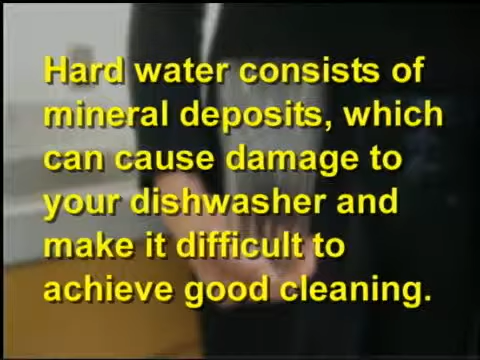 Hard water consists of
mineral deposits, which
can cause damage to
your dishwasher and
make it difficult to
achieve good cleaning.